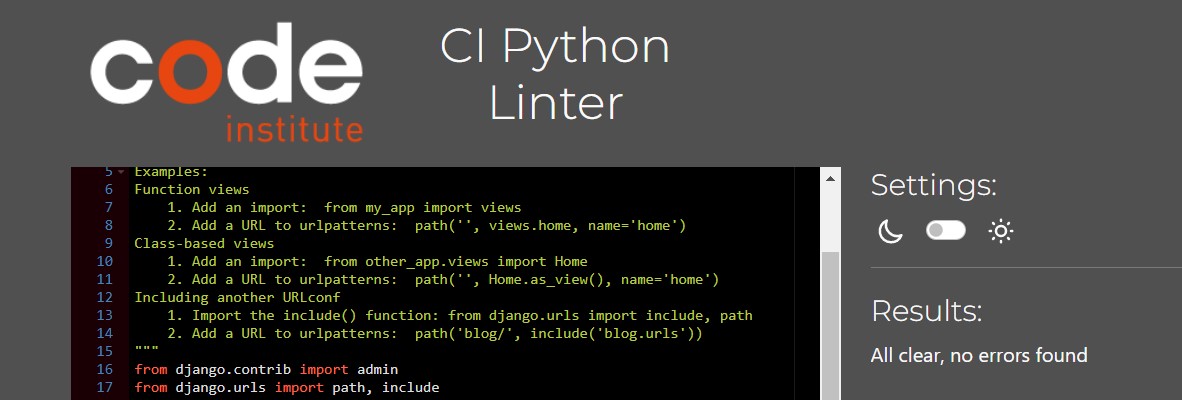 code
institute
CI Python
Linter
5 Examples:
6 Function views
7     1. Add an import:  from my_app import views
8     2. Add a URL to urlpatterns:  path('', views.home, name='home')
9 Class-based views
10     1. Add an import:  from other_app.views import Home
11     2. Add a URL to urlpatterns:  path('', Home.as_view(), name='home')
12 Including another URLconf
13     1. Import the include() function: from django.urls import include, path
14     2. Add a URL to urlpatterns:  path('blog/', include('blog.urls'))
15 """
16 from django.contrib import admin
17 from django.urls import path, include
Settings:
Results:
All clear, no errors found